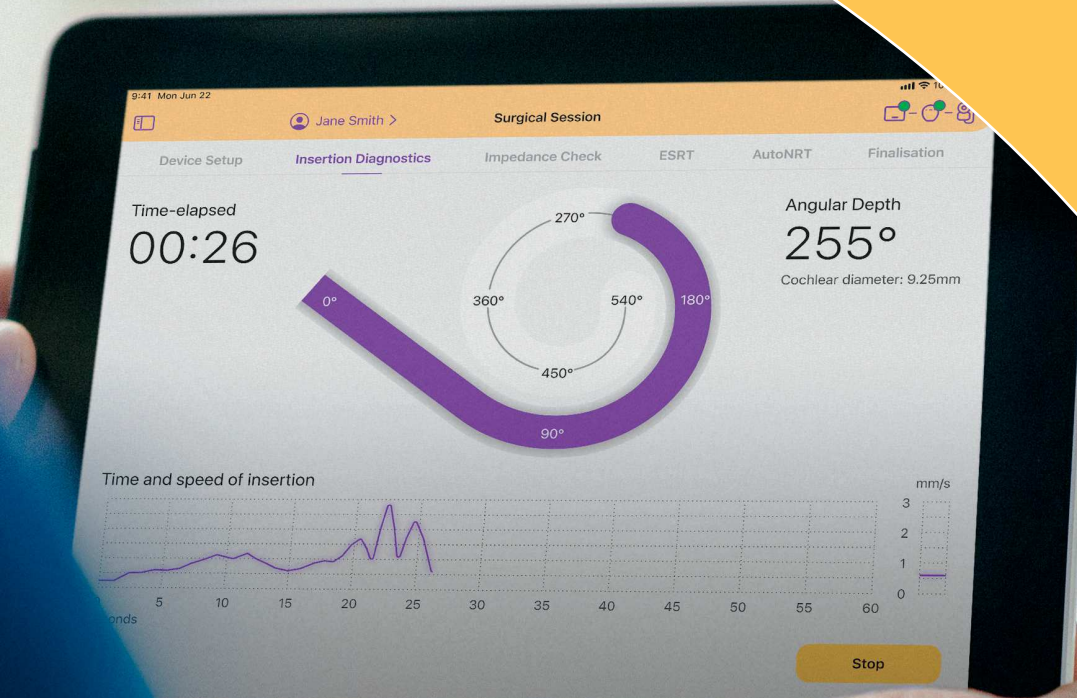 9:41 Mon Jun 22
Jane Smith
Surgical Session
Device Setup
Insertion Diagnostics
Impedance Check
ESRT
AutoNRT
Finalisation
Time-elapsed
00:26
Angular Depth
255°
Cochlear diameter: 9.25mm
270°
0°
360°
540°
180°
450°
90°
Time and speed of insertion
mm/s
3
2
1
0
5 10 15 20 25 30 35 40 45 50 55 60
Stop